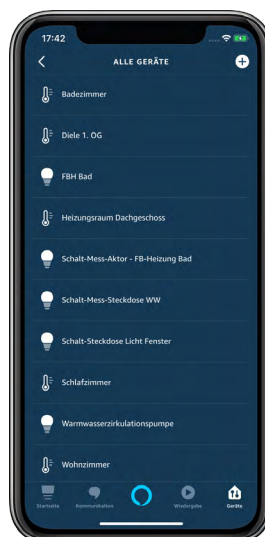 17:42
ALLE GERÄTE
Badezimmer
Diele 1. OG
FBH Bad
Heizungsraum Dachgeschoss
Schalt-Mess-Aktor - FB-Heizung Bad
Schalt-Mess-Steckdose WW
Schalt-Steckdose Licht Fenster
Schlafzimmer
Warmwasserzirkulationspumpe
Wohnzimmer
Startseite Kommunikation Wiedergabe Geräte